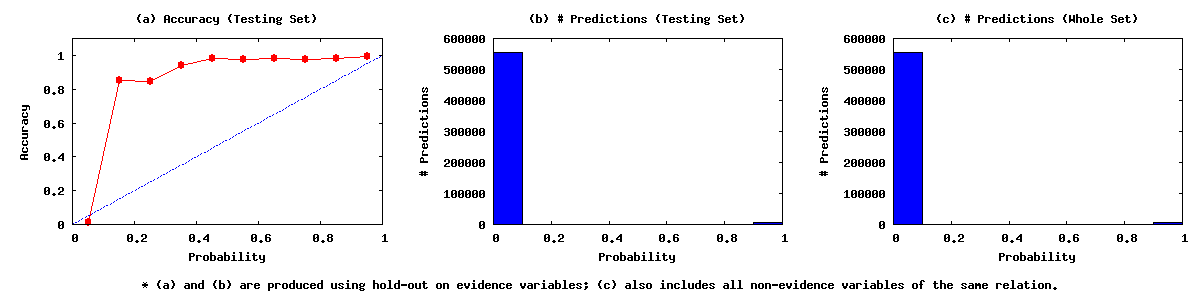 (a) Accuracy (Testing Set)
1
0.8
0.6
0.4
0.2
0
Accuracy
0 0.2 0.4 0.6 0.8 1
Probability
(b) # Predictions (Testing Set)
600000
500000
400000
300000
200000
100000
0
# Predictions
0 0.2 0.4 0.6 0.8 1
Probability
(c) # Predictions (Whole Set)
600000
500000
400000
300000
200000
100000
0
# Predictions
0 0.2 0.4 0.6 0.8 1
Probability
* (a) and (b) are produced using hold-out on evidence variables; (c) also includes all non-evidence variables of the same relation.